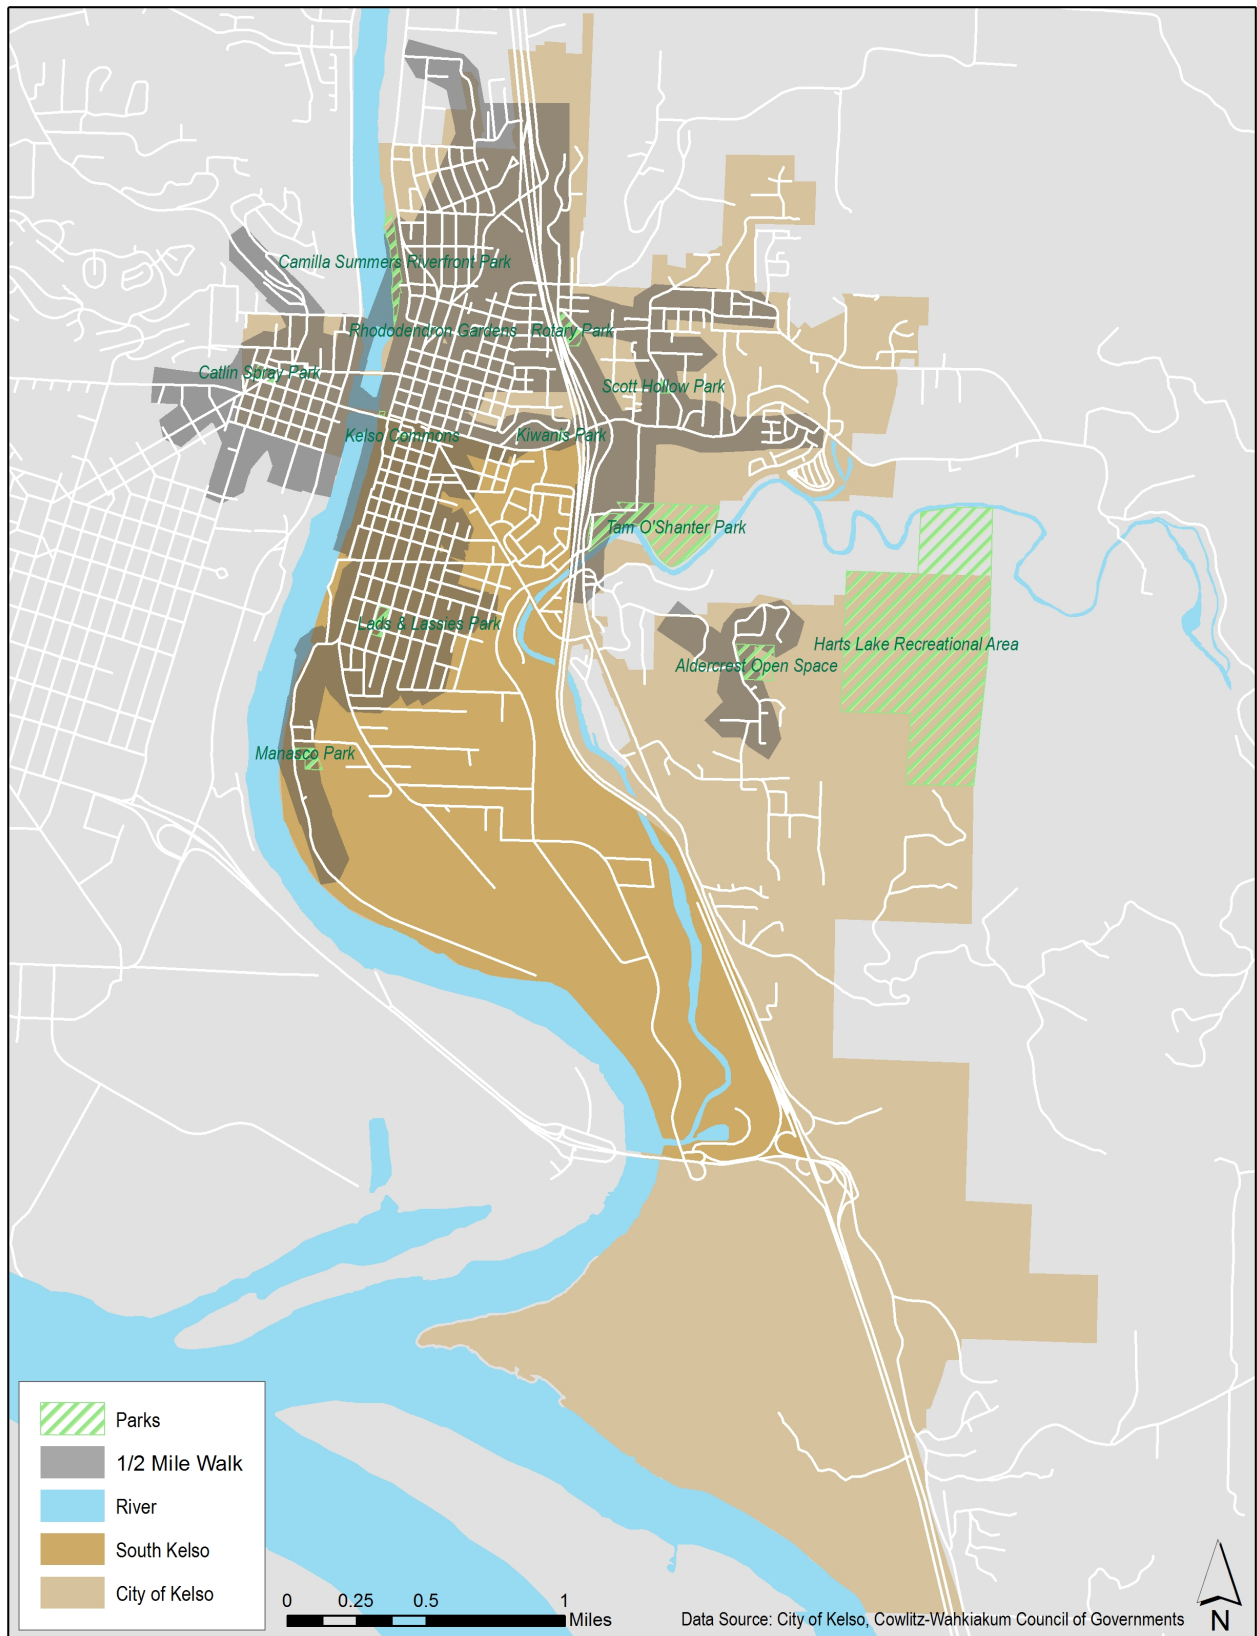 Camilla Summers Riverfront Park
Rhododendron Gardens
Rotary Park
Catlin Spray Park
Scott Hollow Park
Kelso Commons
Kiwanis Park
Tam O'Shanter Park
Lads & Lassies Park
Harts Lake Recreational Area
Aldercrest Open Space
Manasco Park
Parks
1/2 Mile Walk
River
South Kelso
City of Kelso
0 0.25 0.5 1
Miles
Data Source: City of Kelso, Cowlitz-Wahkiakum Council of Governments
N